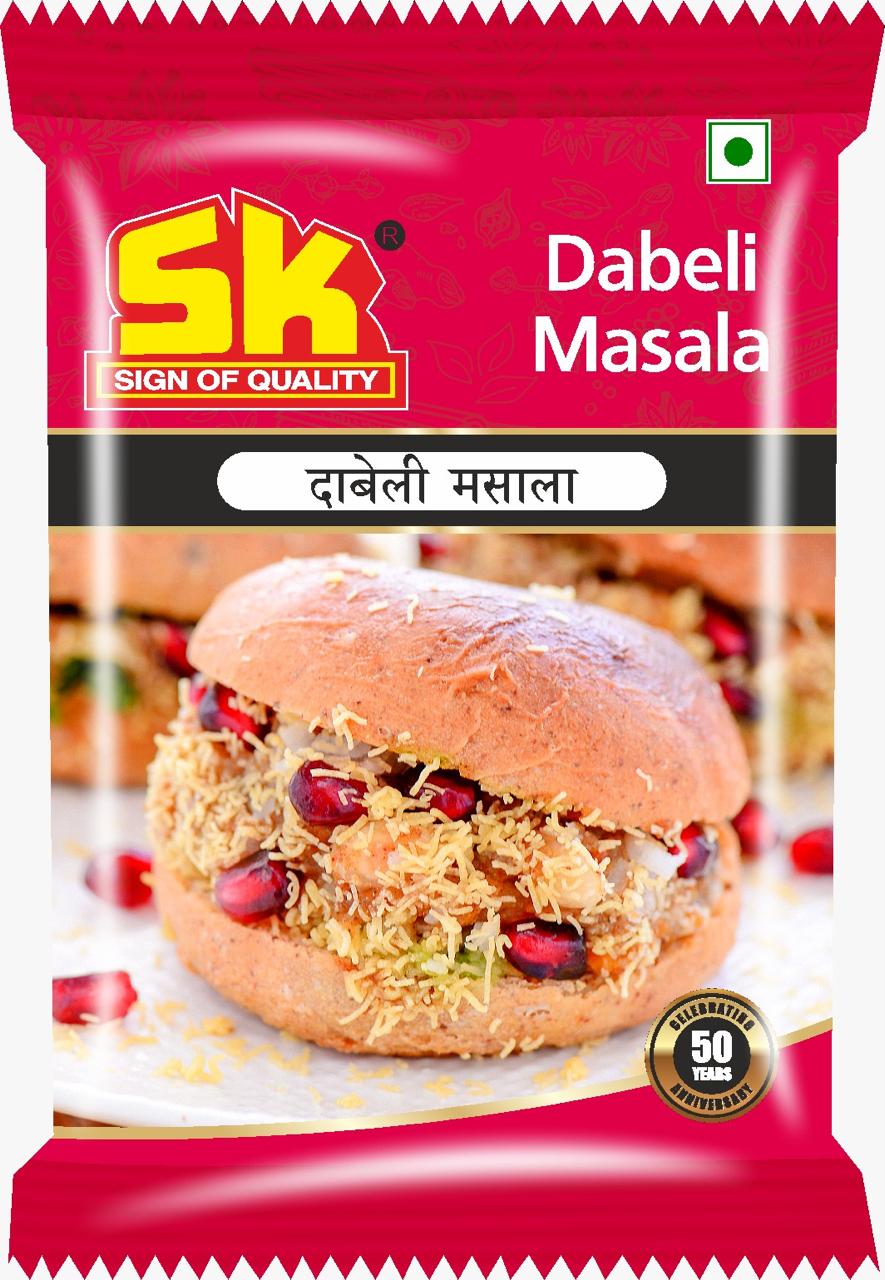 SK
®
SIGN OF QUALITY
Dabeli
Masala
दाबेली मसाला
CELEBRATING
50
YEARS
ANNIVERSARY